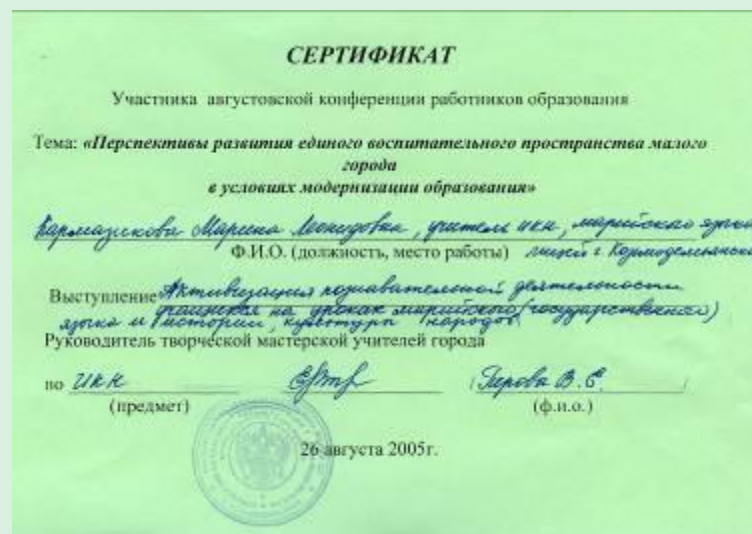 СЕРТИФИКАТ
Участника августовской конференции работников образования
Тема: «Перспективы развития единого воспитательного пространства малого
города
в условиях модернизации образования»
Марина Леонидовна, учитель икн, марийского языка
Ф.И.О. (должность, место работы) лицей г. Козьмодемьянска
Выступление Активизация познавательной деятельности
учащихся на уроках марийского (государственного)
языка и истории, культуры народов
Руководитель творческой мастерской учителей города
по ИКН
(предмет) (ф.и.о.)
26 августа 2005г.